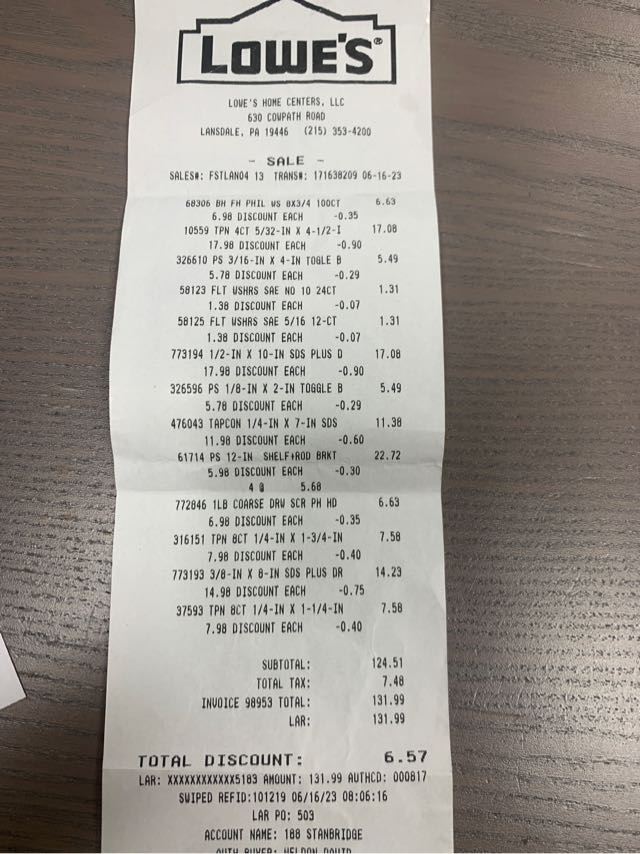 LOWE'S®
LOWE'S HOME CENTERS, LLC
630 COWPATH ROAD
LANSDALE, PA 19446 (215) 353-4200
- SALE -
SALES#: FSTLAN04 13 TRANS#: 171638209 06-16-23
68306 BH FH PHIL WS 8X3/4 100CT 6.63
6.98 DISCOUNT EACH -0.35
10559 TPN 4CT 5/32-IN X 4-1/2-I 17.08
17.98 DISCOUNT EACH -0.90
326610 PS 3/16-IN X 4-IN TOGLE B 5.49
5.78 DISCOUNT EACH -0.29
58123 FLT WSHRS SAE NO 10 24CT 1.31
1.38 DISCOUNT EACH -0.07
58125 FLT WSHRS SAE 5/16 12-CT 1.31
1.38 DISCOUNT EACH -0.07
773194 1/2-IN X 10-IN SDS PLUS D 17.08
17.98 DISCOUNT EACH -0.90
326596 PS 1/8-IN X 2-IN TOGGLE B 5.49
5.78 DISCOUNT EACH -0.29
476043 TAPCON 1/4-IN X 7-IN SDS 11.38
11.98 DISCOUNT EACH -0.60
61714 PS 12-IN SHELF+ROD BRKT 22.72
5.98 DISCOUNT EACH -0.30
4 @ 5.68
772846 1LB COARSE DRW SCR PH HD 6.63
6.98 DISCOUNT EACH -0.35
316151 TPN 8CT 1/4-IN X 1-3/4-IN 7.58
7.98 DISCOUNT EACH -0.40
773193 3/8-IN X 8-IN SDS PLUS DR 14.23
14.98 DISCOUNT EACH -0.75
37593 TPN 8CT 1/4-IN X 1-1/4-IN 7.58
7.98 DISCOUNT EACH -0.40
SUBTOTAL: 124.51
TOTAL TAX: 7.48
INVOICE 98953 TOTAL: 131.99
LAR: 131.99
TOTAL DISCOUNT: 6.57
LAR: XXXXXXXXXXXX5183 AMOUNT: 131.99 AUTHCD: 000817
SWIPED REFID:101219 06/16/23 08:06:16
LAR PO: 503
ACCOUNT NAME: 188 STANBRIDGE
AUTH BUYER: WELDON DAVID